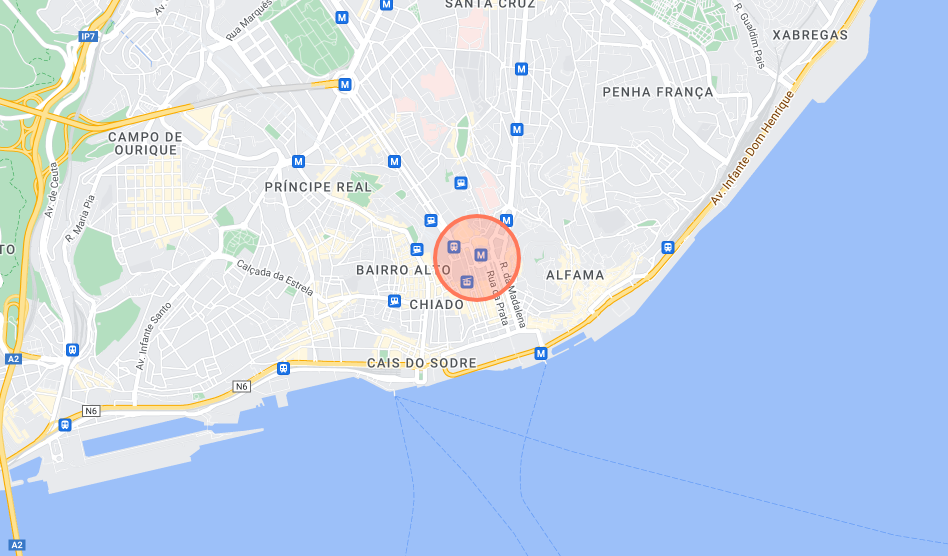 SANTA CRUZ
Av.
M
M
IP7
Rua Marquês
R. Gualdim Pais
XABREGAS
M
M
PENHA FRANÇA
CAMPO DE
OURIQUE
M
Av. Infante Dom Henrique
M
M
Av. de Ceuta
PRÍNCIPE REAL
R. Maria Pia
M
TO
M
Calçada da Estrela
BAIRRO ALTO
R. da Madalena
Rua da Prata
ALFAMA
CHIADO
Av. Infante Santo
M
A2
CAIS DO SODRE
N6
N6
A2